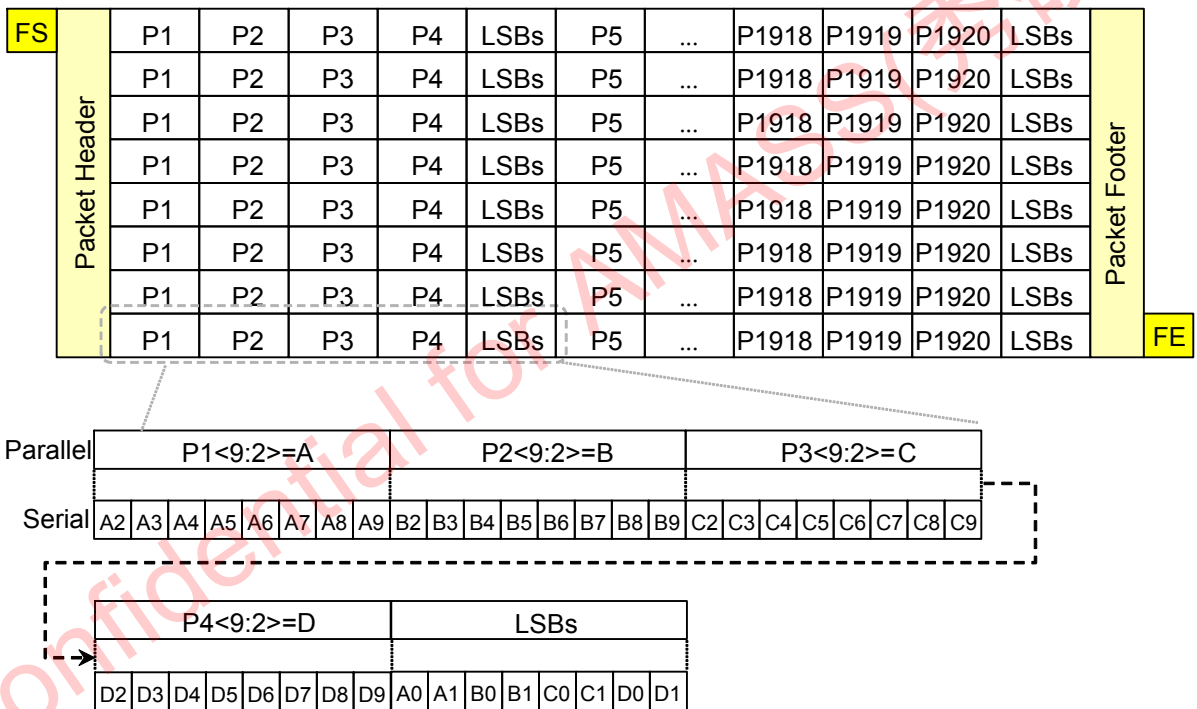 FS P1 P2 P3 P4 LSBs P5 ... P1918 P1919 P1920 LSBs
P1 P2 P3 P4 LSBs P5 ... P1918 P1919 P1920 LSBs
P1 P2 P3 P4 LSBs P5 ... P1918 P1919 P1920 LSBs
P1 P2 P3 P4 LSBs P5 ... P1918 P1919 P1920 LSBs
P1 P2 P3 P4 LSBs P5 ... P1918 P1919 P1920 LSBs
P1 P2 P3 P4 LSBs P5 ... P1918 P1919 P1920 LSBs
P1 P2 P3 P4 LSBs P5 ... P1918 P1919 P1920 LSBs
P1 P2 P3 P4 LSBs P5 ... P1918 P1919 P1920 LSBs FE
Packet Header
Packet Footer
Parallel P1<9:2>=A P2<9:2>=B P3<9:2>=C
Serial A2 A3 A4 A5 A6 A7 A8 A9 B2 B3 B4 B5 B6 B7 B8 B9 C2 C3 C4 C5 C6 C7 C8 C9
P4<9:2>=D LSBs
D2 D3 D4 D5 D6 D7 D8 D9 A0 A1 B0 B1 C0 C1 D0 D1
onfidential for AMASS(